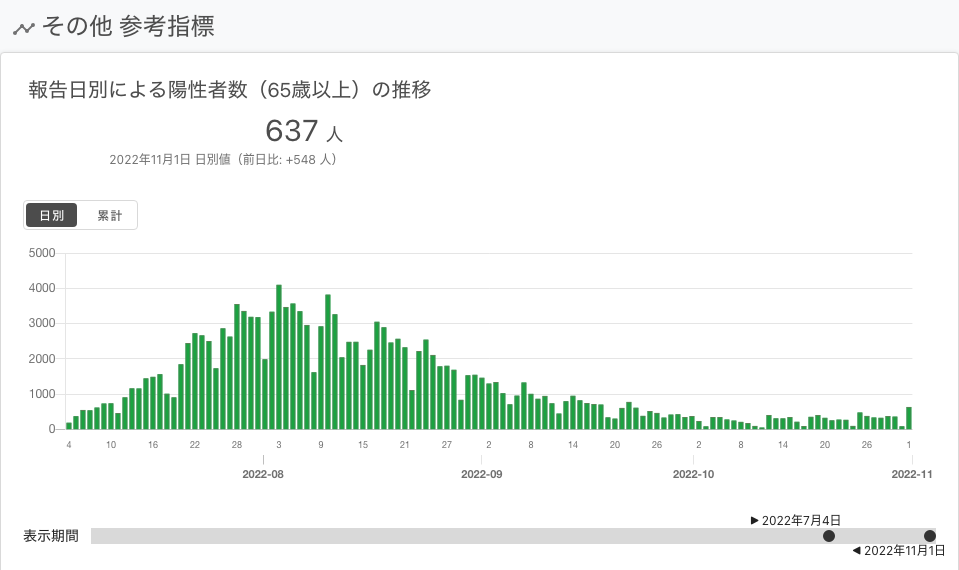 その他 参考指標
報告日別による陽性者数（65歳以上）の推移
637 人
2022年11月1日 日別値（前日比: +548 人）
日別 累計
5000
4000
3000
2000
1000
0
4 10 16 22 28 3 9 15 21 27 2 8 14 20 26 2 8 14 20 26 1
2022-08 2022-09 2022-10 2022-11
▶ 2022年7月4日
表示期間
◀ 2022年11月1日